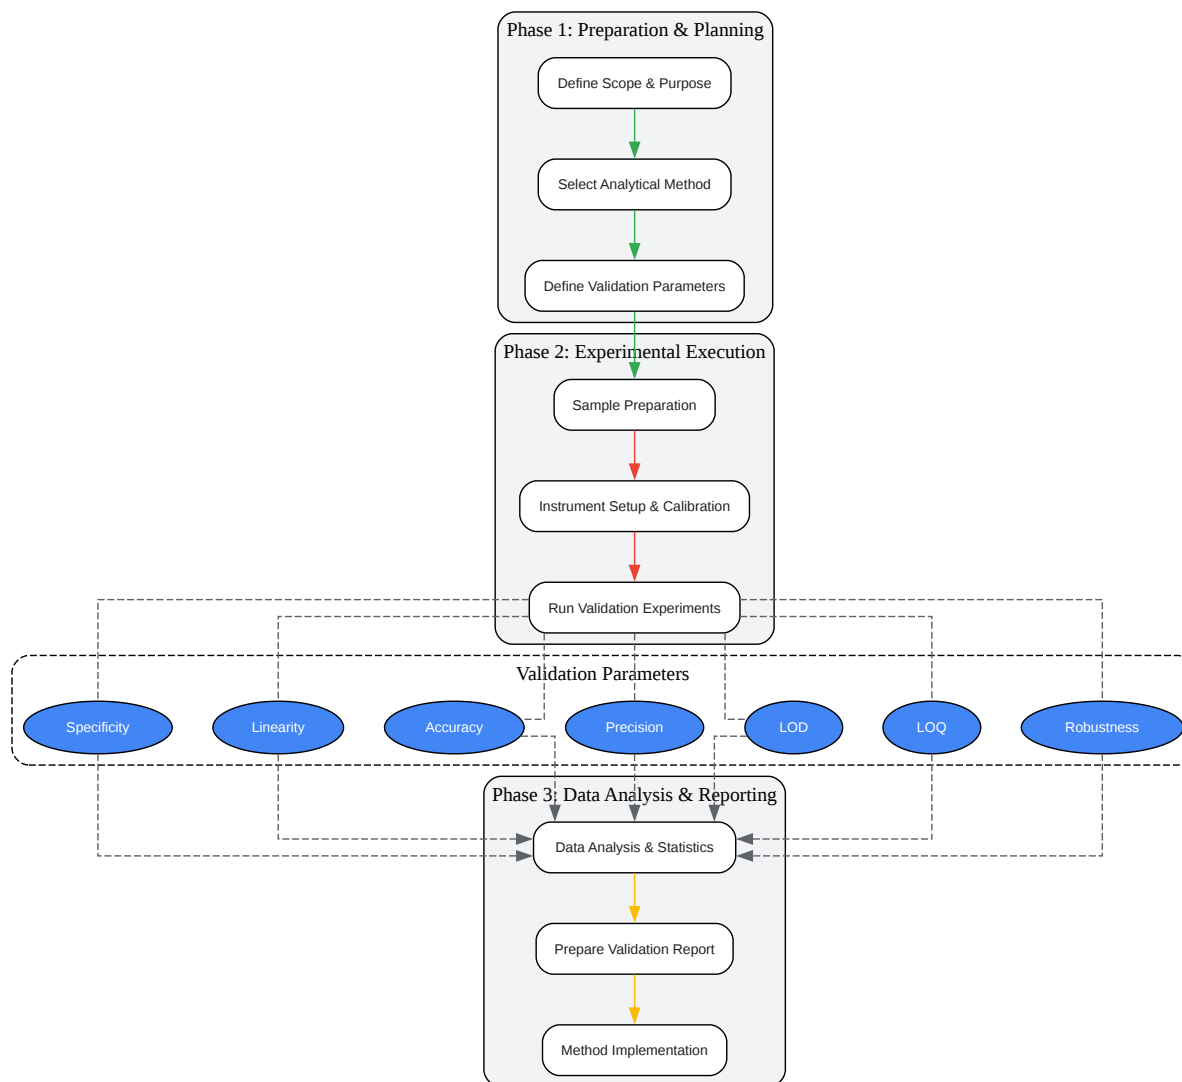 Phase 1: Preparation & Planning
Define Scope & Purpose
Select Analytical Method
Define Validation Parameters
Phase 2: Experimental Execution
Sample Preparation
Instrument Setup & Calibration
Run Validation Experiments
Validation Parameters
Specificity
Linearity
Accuracy
Precision
LOD
LOQ
Robustness
Phase 3: Data Analysis & Reporting
Data Analysis & Statistics
Prepare Validation Report
Method Implementation